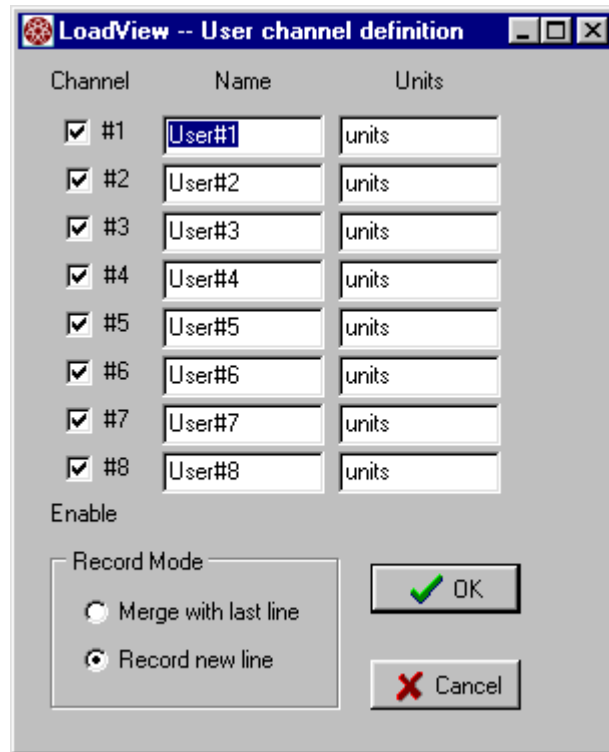 LoadView -- User channel definition
Channel Name Units
#1 User#1 units
#2 User#2 units
#3 User#3 units
#4 User#4 units
#5 User#5 units
#6 User#6 units
#7 User#7 units
#8 User#8 units
Enable
Record Mode
Merge with last line
Record new line
OK
Cancel